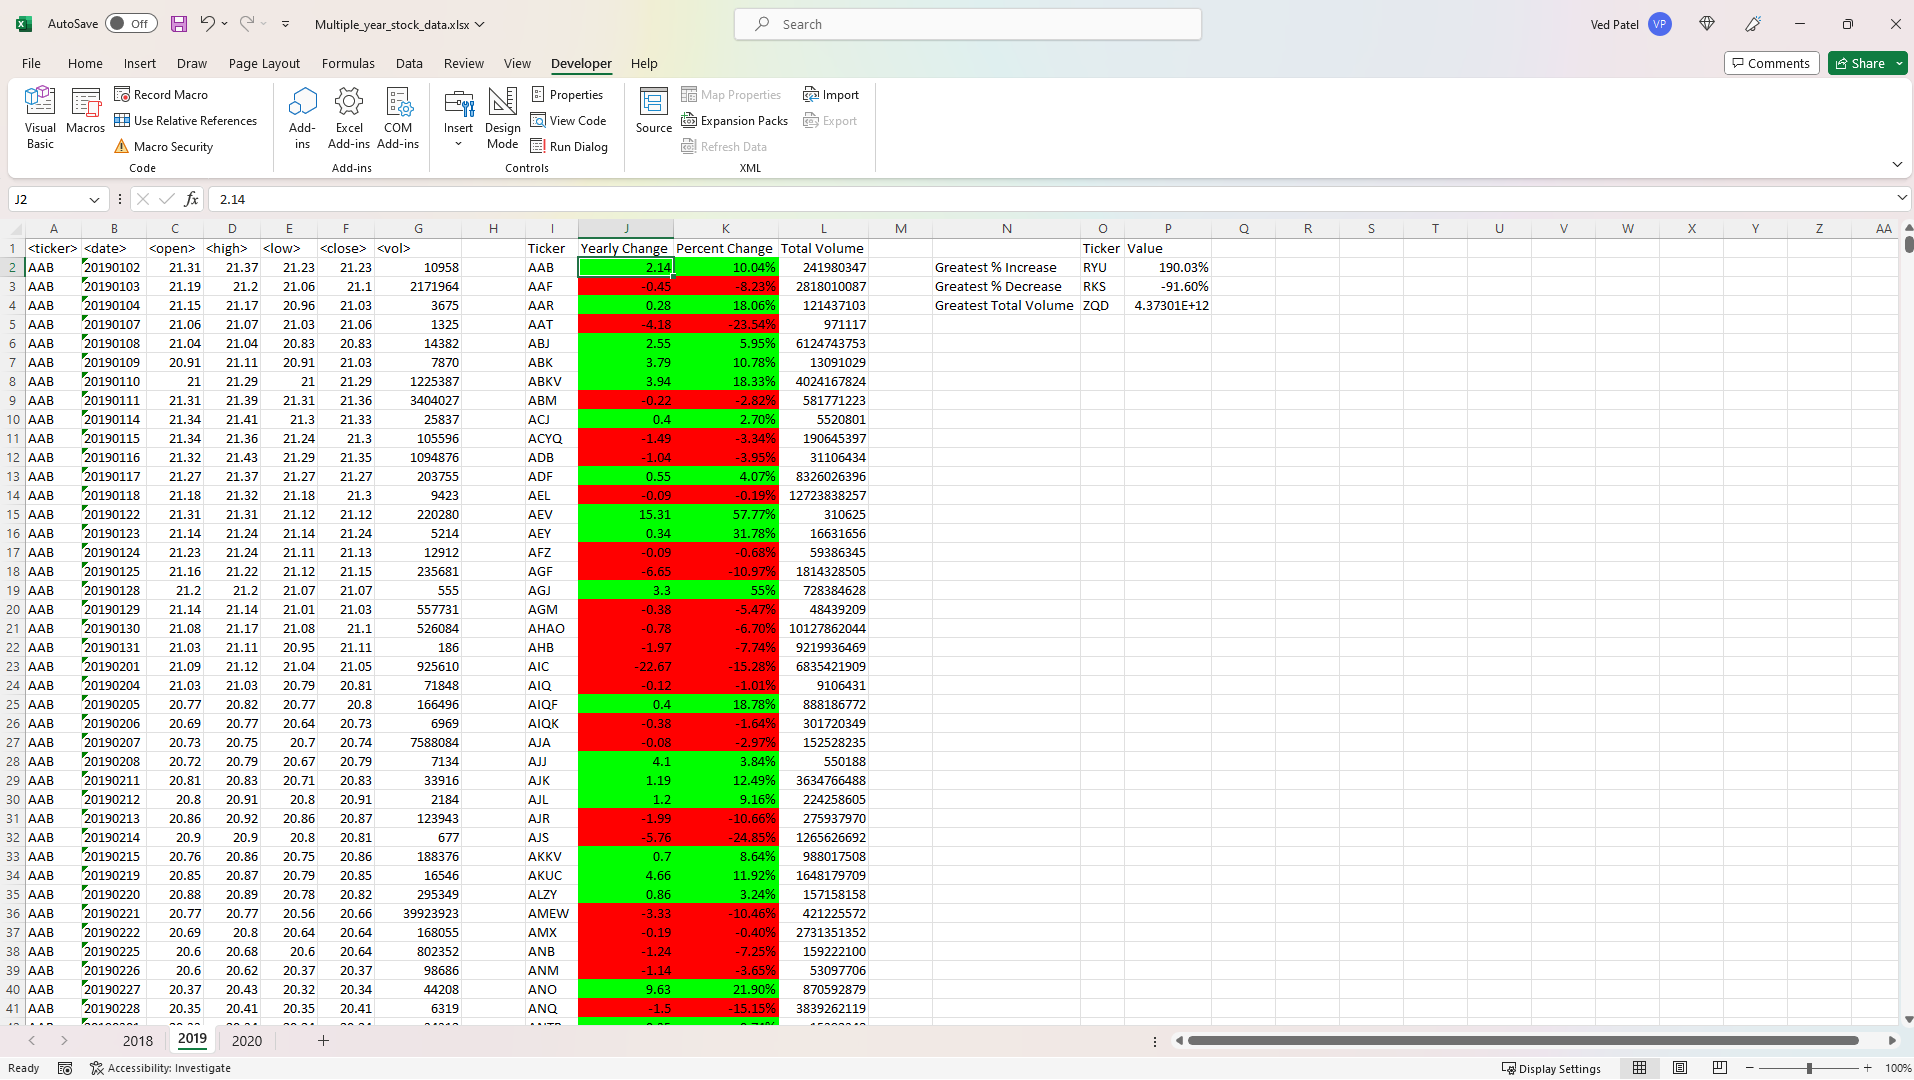 AutoSave Off Multiple_year_stock_data.xlsx Search Ved Patel VP
File Home Insert Draw Page Layout Formulas Data Review View Developer Help Comments Share
Visual Basic
Macros
Record Macro
Use Relative References
Macro Security
Code
Add-ins
Excel Add-ins
COM Add-ins
Add-ins
Insert
Design Mode
Properties
View Code
Run Dialog
Controls
Source
Map Properties
Expansion Packs
Refresh Data
Import
Export
XML
J2 fx 2.14
A B C D E F G H I J K L M N O P Q R S T U V W X Y Z AA
1 <ticker> <date> <open> <high> <low> <close> <vol> Ticker Yearly Change Percent Change Total Volume Ticker Value
2 AAB 20190102 21.31 21.37 21.23 21.23 10958 AAB 2.14 10.04% 241980347 Greatest % Increase RYU 190.03%
3 AAB 20190103 21.19 21.2 21.06 21.1 2171964 AAF -0.45 -8.23% 2818010087 Greatest % Decrease RKS -91.60%
4 AAB 20190104 21.15 21.17 20.96 21.03 3675 AAR 0.28 18.06% 121437103 Greatest Total Volume ZQD 4.37301E+12
5 AAB 20190107 21.06 21.07 21.03 21.06 1325 AAT -4.18 -23.54% 971117
6 AAB 20190108 21.04 21.04 20.83 20.83 14382 ABJ 2.55 5.95% 6124743753
7 AAB 20190109 20.91 21.11 20.91 21.03 7870 ABK 3.79 10.78% 13091029
8 AAB 20190110 21 21.29 21 21.29 1225387 ABKV 3.94 18.33% 4024167824
9 AAB 20190111 21.31 21.39 21.31 21.36 3404027 ABM -0.22 -2.82% 581771223
10 AAB 20190114 21.34 21.41 21.3 21.33 25837 ACJ 0.4 2.70% 5520801
11 AAB 20190115 21.34 21.36 21.24 21.3 105596 ACYQ -1.49 -3.34% 190645397
12 AAB 20190116 21.32 21.43 21.29 21.35 1094876 ADB -1.04 -3.95% 31106434
13 AAB 20190117 21.27 21.37 21.27 21.27 203755 ADF 0.55 4.07% 8326026396
14 AAB 20190118 21.18 21.32 21.18 21.3 9423 AEL -0.09 -0.19% 12723838257
15 AAB 20190122 21.31 21.31 21.12 21.12 220280 AEV 15.31 57.77% 310625
16 AAB 20190123 21.14 21.24 21.14 21.24 5214 AEY 0.34 31.78% 16631656
17 AAB 20190124 21.23 21.24 21.11 21.13 12912 AFZ -0.09 -0.68% 59386345
18 AAB 20190125 21.16 21.22 21.12 21.15 235681 AGF -6.65 -10.97% 1814328505
19 AAB 20190128 21.2 21.2 21.07 21.07 555 AGJ 3.3 55% 728384628
20 AAB 20190129 21.14 21.14 21.01 21.03 557731 AGM -0.38 -5.47% 48439209
21 AAB 20190130 21.08 21.17 21.08 21.1 526084 AHAO -0.78 -6.70% 10127862044
22 AAB 20190131 21.03 21.11 20.95 21.11 186 AHB -1.97 -7.74% 9219936469
23 AAB 20190201 21.09 21.12 21.04 21.05 925610 AIC -22.67 -15.28% 6835421909
24 AAB 20190204 21.03 21.03 20.79 20.81 71848 AIQ -0.12 -1.01% 9106431
25 AAB 20190205 20.77 20.82 20.77 20.8 166496 AIQF 0.4 18.78% 888186772
26 AAB 20190206 20.69 20.77 20.64 20.73 6969 AIQK -0.38 -1.64% 301720349
27 AAB 20190207 20.73 20.75 20.7 20.74 7588084 AJA -0.08 -2.97% 152528235
28 AAB 20190208 20.72 20.79 20.67 20.79 7134 AJJ 4.1 3.84% 550188
29 AAB 20190211 20.81 20.83 20.71 20.83 33916 AJK 1.19 12.49% 3634766488
30 AAB 20190212 20.8 20.91 20.8 20.91 2184 AJL 1.2 9.16% 224258605
31 AAB 20190213 20.86 20.92 20.86 20.87 123943 AJR -1.99 -10.66% 275937970
32 AAB 20190214 20.9 20.9 20.8 20.81 677 AJS -5.76 -24.85% 1265626692
33 AAB 20190215 20.76 20.86 20.75 20.86 188376 AKKV 0.7 8.64% 988017508
34 AAB 20190219 20.85 20.87 20.79 20.85 16546 AKUC 4.66 11.92% 1648179709
35 AAB 20190220 20.88 20.89 20.78 20.82 295349 ALZY 0.86 3.24% 157158158
36 AAB 20190221 20.77 20.77 20.56 20.66 39923923 AMEW -3.33 -10.46% 421225572
37 AAB 20190222 20.69 20.8 20.64 20.64 168055 AMX -0.19 -0.40% 2731351352
38 AAB 20190225 20.6 20.68 20.6 20.64 802352 ANB -1.24 -7.25% 159222100
39 AAB 20190226 20.6 20.62 20.37 20.37 98686 ANM -1.14 -3.65% 53097706
40 AAB 20190227 20.37 20.43 20.32 20.34 44208 ANO 9.63 21.90% 870592879
41 AAB 20190228 20.35 20.41 20.35 20.41 6319 ANQ -1.5 -15.15% 3839262119
2018 2019 2020
Ready Accessibility: Investigate Display Settings 100%